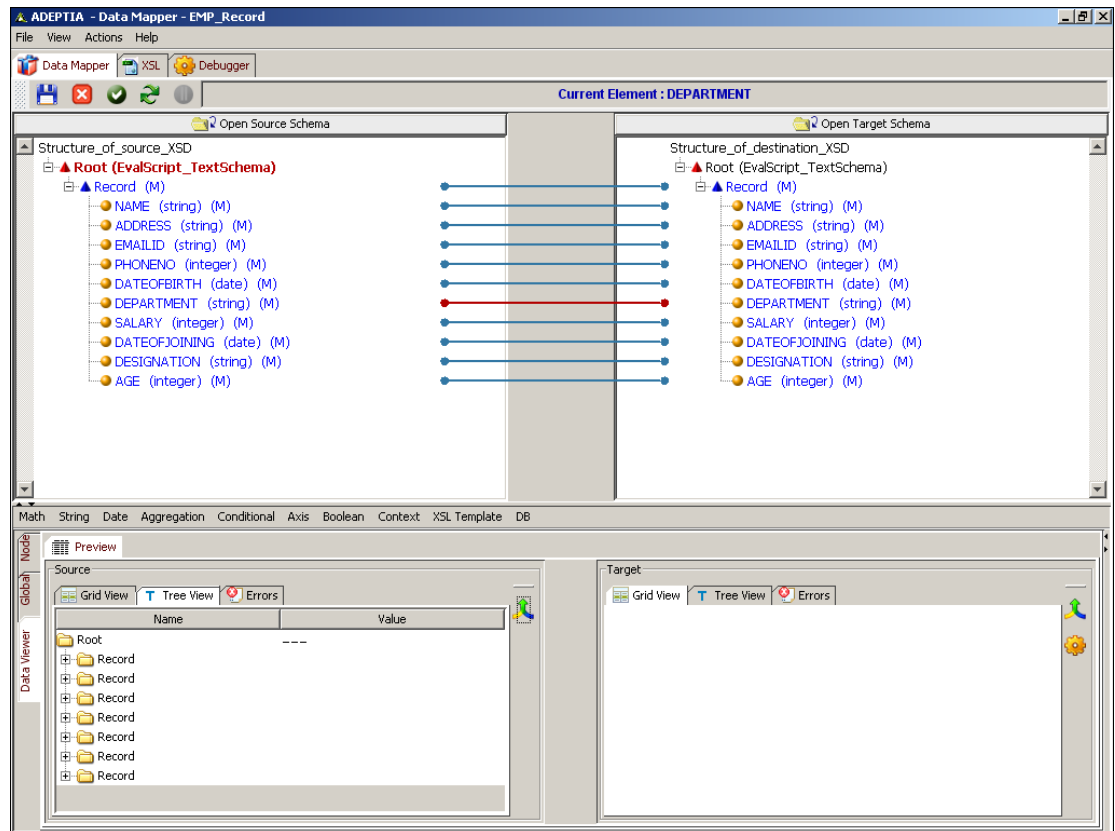 ADEPTIA - Data Mapper - EMP_Record
File View Actions Help
Data Mapper XSL Debugger
Current Element : DEPARTMENT
Open Source Schema
Structure_of_source_XSD
Root (EvalScript_TextSchema)
Record (M)
NAME (string) (M)
ADDRESS (string) (M)
EMAILID (string) (M)
PHONENO (integer) (M)
DATEOFBIRTH (date) (M)
DEPARTMENT (string) (M)
SALARY (integer) (M)
DATEOFJOINING (date) (M)
DESIGNATION (string) (M)
AGE (integer) (M)
Open Target Schema
Structure_of_destination_XSD
Root (EvalScript_TextSchema)
Record (M)
NAME (string) (M)
ADDRESS (string) (M)
EMAILID (string) (M)
PHONENO (integer) (M)
DATEOFBIRTH (date) (M)
DEPARTMENT (string) (M)
SALARY (integer) (M)
DATEOFJOINING (date) (M)
DESIGNATION (string) (M)
AGE (integer) (M)
Math String Date Aggregation Conditional Axis Boolean Context XSL Template DB
Node
Global
Data Viewer
Preview
Source
Grid View T Tree View Errors
Name Value
Root ---
Record
Record
Record
Record
Record
Record
Record
Target
Grid View T Tree View Errors